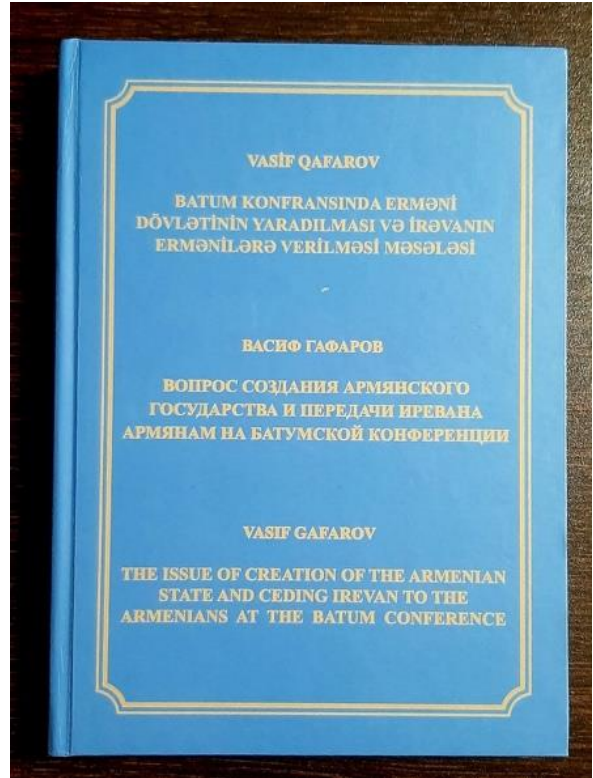 VASİF QAFAROV
BATUM KONFRANSINDA ERMƏNİ
DÖVLƏTİNİN YARADILMASI VƏ İRƏVANIN
ERMƏNİLƏRƏ VERİLMƏSİ MƏSƏLƏSİ
ВАСИФ ГАФАРОВ
ВОПРОС СОЗДАНИЯ АРМЯНСКОГО
ГОСУДАРСТВА И ПЕРЕДАЧИ ИРЕВАНА
АРМЯНАМ НА БАТУМСКОЙ КОНФЕРЕНЦИИ
VASIF GAFAROV
THE ISSUE OF CREATION OF THE ARMENIAN
STATE AND CEDING IREVAN TO THE
ARMENIANS AT THE BATUM CONFERENCE